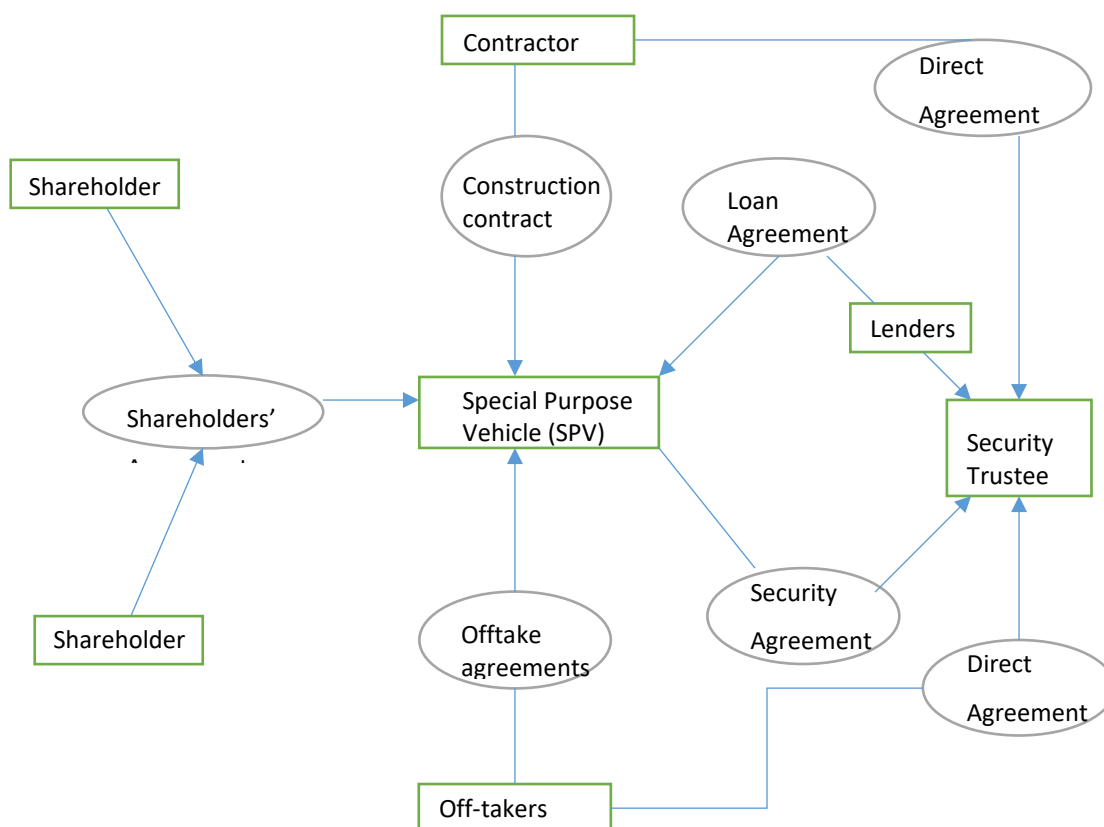 Contractor
Direct
Agreement
Shareholder
Construction
contract
Loan
Agreement
Lenders
Shareholders’
Special Purpose
Vehicle (SPV)
Security
Trustee
Security
Agreement
Shareholder
Offtake
agreements
Direct
Agreement
Off-takers